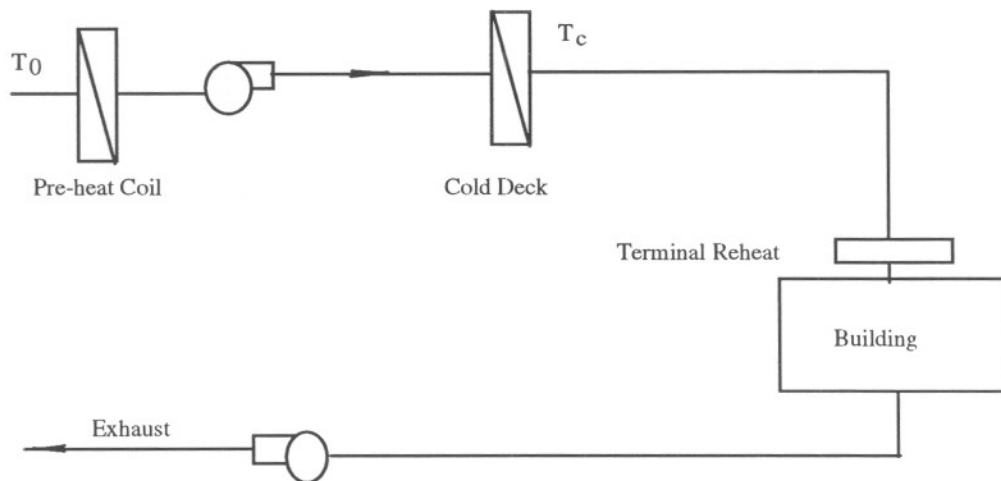 T0
Tc
Pre-heat Coil
Cold Deck
Terminal Reheat
Building
Exhaust